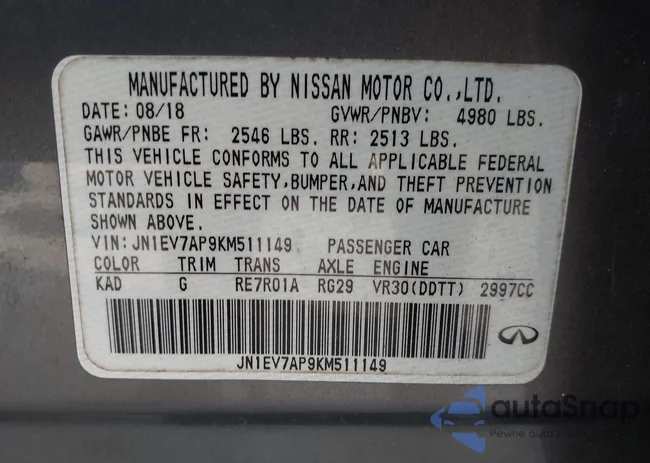 MANUFACTURED BY NISSAN MOTOR CO.,LTD.
DATE: 08/18 GVWR/PNBV: 4980 LBS.
GAWR/PNBE FR: 2546 LBS. RR: 2513 LBS.
THIS VEHICLE CONFORMS TO ALL APPLICABLE FEDERAL
MOTOR VEHICLE SAFETY,BUMPER,AND THEFT PREVENTION
STANDARDS IN EFFECT ON THE DATE OF MANUFACTURE
SHOWN ABOVE.
VIN: JN1EV7AP9KM511149 PASSENGER CAR
COLOR TRIM TRANS AXLE ENGINE
KAD G RE7R01A RG29 VR30(DDTT) 2997CC
JN1EV7AP9KM511149
autoSnap
Pewne auto